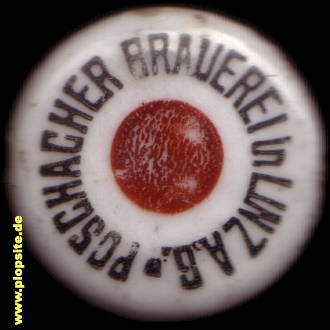 POSCHACHER BRAUEREI in LINZ A.G.
www.plopsite.de